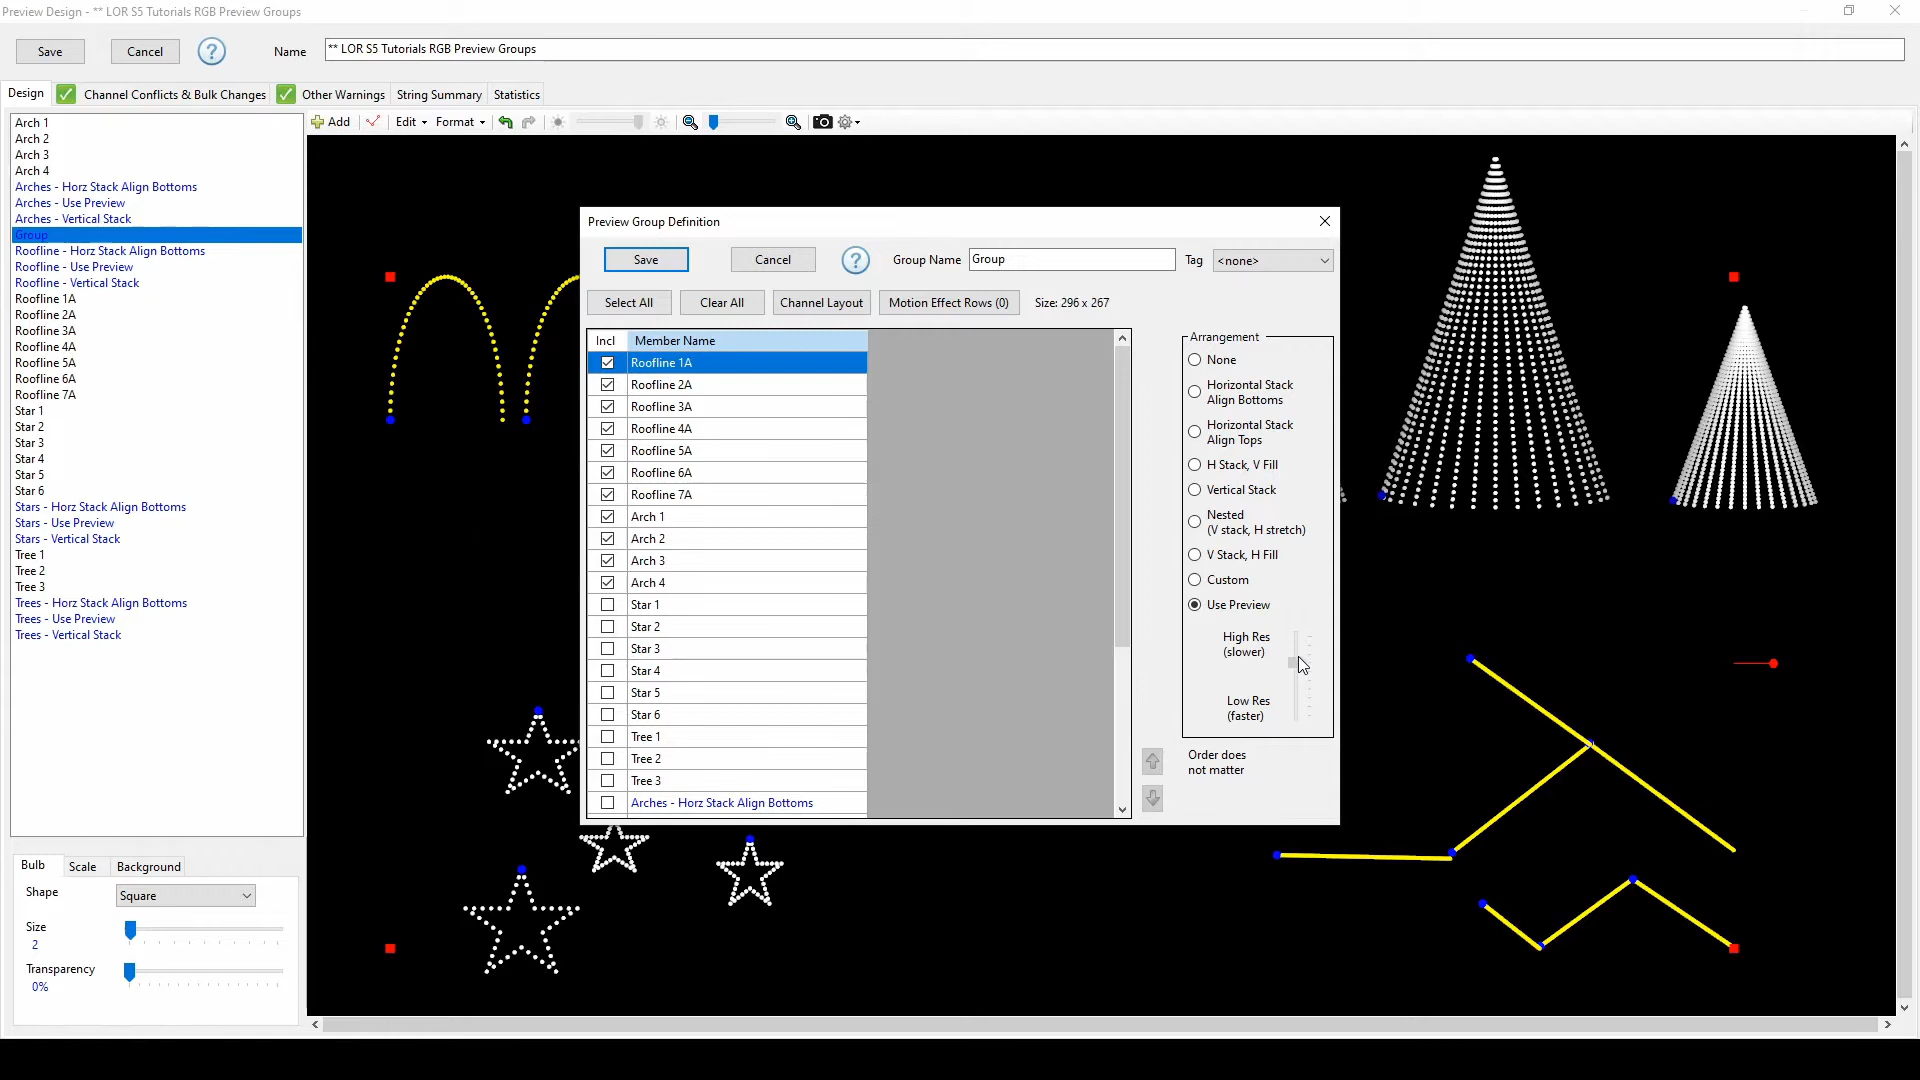 Preview Design - ** LOR S5 Tutorials RGB Preview Groups
Save
Cancel
?
Name
** LOR S5 Tutorials RGB Preview Groups
Design
Channel Conflicts & Bulk Changes
Other Warnings
String Summary
Statistics
Add
Edit
Format
Arch 1
Arch 2
Arch 3
Arch 4
Arches - Horz Stack Align Bottoms
Arches - Use Preview
Arches - Vertical Stack
Group
Roofline - Horz Stack Align Bottoms
Roofline - Use Preview
Roofline - Vertical Stack
Roofline 1A
Roofline 2A
Roofline 3A
Roofline 4A
Roofline 5A
Roofline 6A
Roofline 7A
Star 1
Star 2
Star 3
Star 4
Star 5
Star 6
Stars - Horz Stack Align Bottoms
Stars - Use Preview
Stars - Vertical Stack
Tree 1
Tree 2
Tree 3
Trees - Horz Stack Align Bottoms
Trees - Use Preview
Trees - Vertical Stack
Bulb
Scale
Background
Shape
Square
Size
2
Transparency
0%
Preview Group Definition
Save
Cancel
?
Group Name
Group
Tag
<none>
Select All
Clear All
Channel Layout
Motion Effect Rows (0)
Size: 296 x 267
Incl
Member Name
Roofline 1A
Roofline 2A
Roofline 3A
Roofline 4A
Roofline 5A
Roofline 6A
Roofline 7A
Arch 1
Arch 2
Arch 3
Arch 4
Star 1
Star 2
Star 3
Star 4
Star 5
Star 6
Tree 1
Tree 2
Tree 3
Arches - Horz Stack Align Bottoms
Arrangement
None
Horizontal Stack
Align Bottoms
Horizontal Stack
Align Tops
H Stack, V Fill
Vertical Stack
Nested
(V stack, H stretch)
V Stack, H Fill
Custom
Use Preview
High Res
(slower)
Low Res
(faster)
Order does
not matter